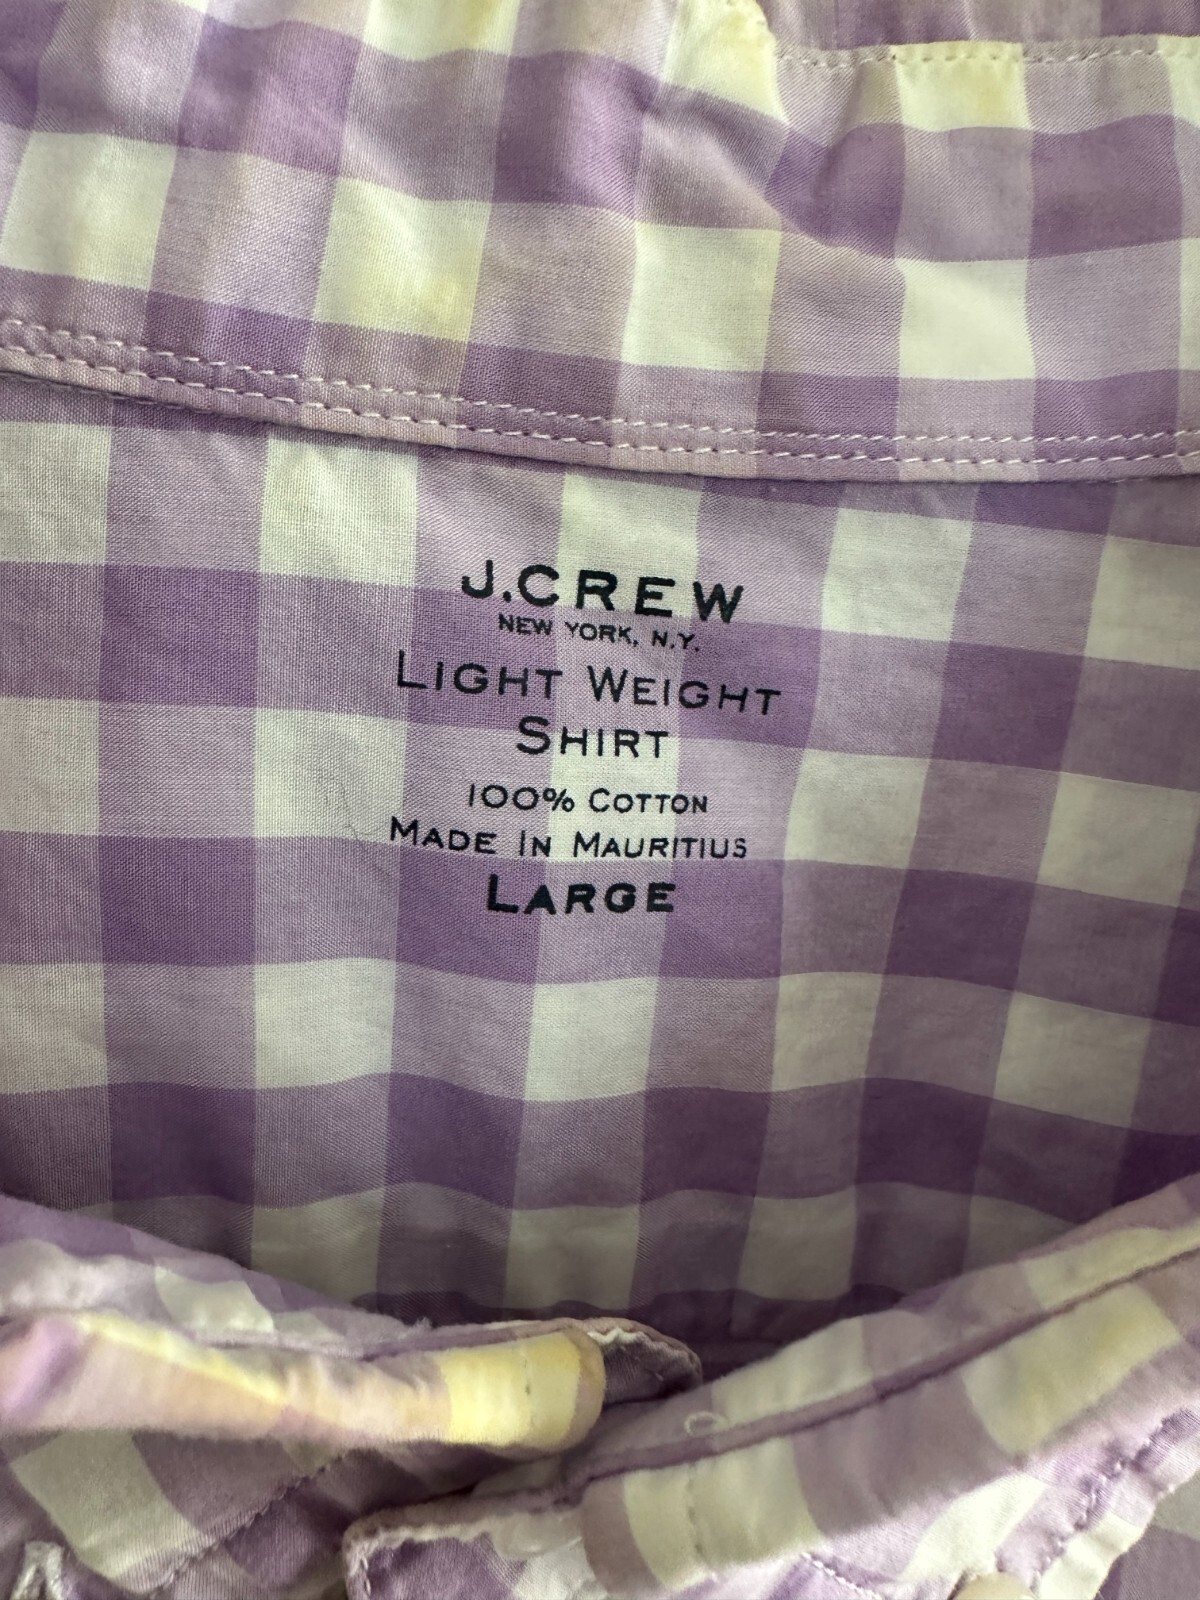 J.CREW
NEW YORK, N.Y.
LIGHT WEIGHT
SHIRT
100% COTTON
MADE IN MAURITIUS
LARGE